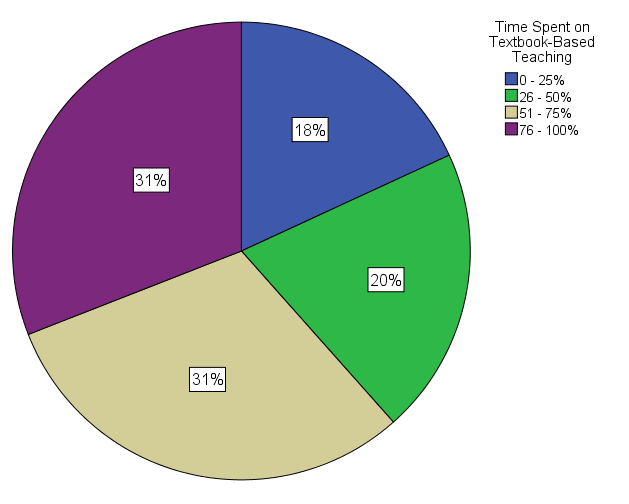 Time Spent on
Textbook-Based
Teaching
0 - 25%
26 - 50%
51 - 75%
76 - 100%
18%
31%
20%
31%